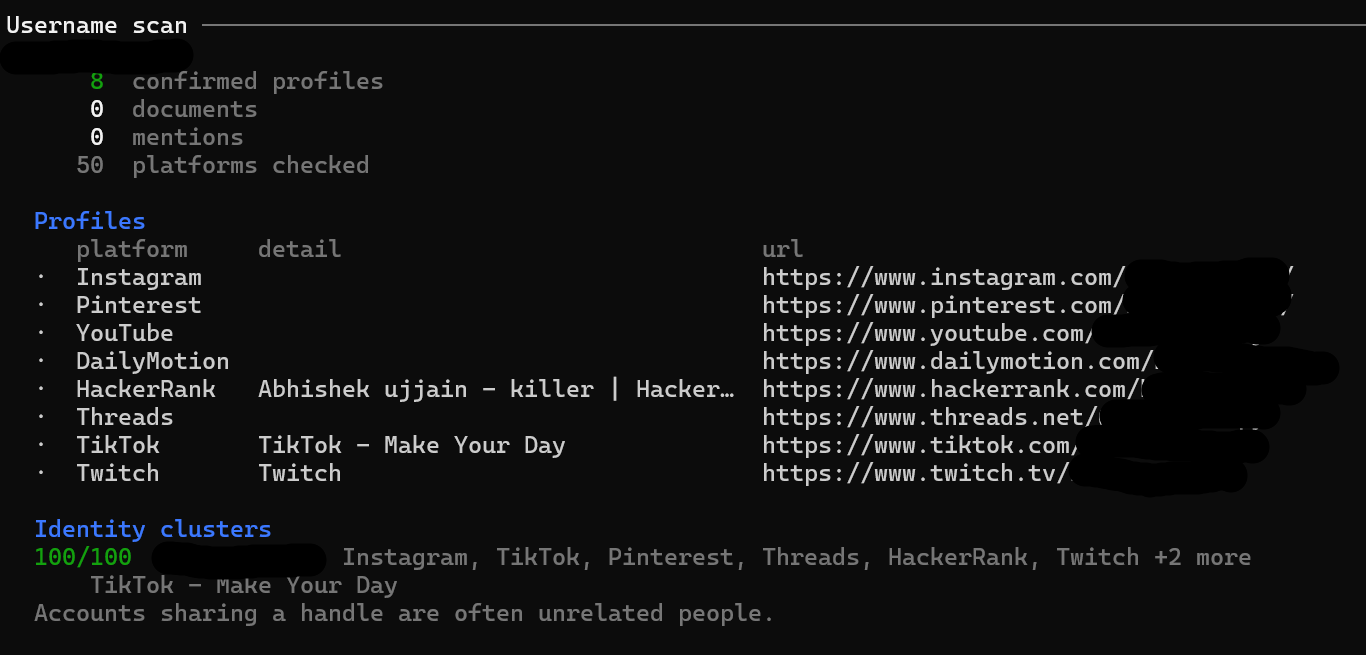 Username scan
8 confirmed profiles
0 documents
0 mentions
50 platforms checked
Profiles
platform detail url
· Instagram https://www.instagram.com/ /
· Pinterest https://www.pinterest.com/ /
· YouTube https://www.youtube.com/
· DailyMotion https://www.dailymotion.com/
· HackerRank Abhishek ujjain - killer | Hacker… https://www.hackerrank.com/
· Threads https://www.threads.net/
· TikTok TikTok - Make Your Day https://www.tiktok.com/
· Twitch Twitch https://www.twitch.tv/
Identity clusters
100/100 Instagram, TikTok, Pinterest, Threads, HackerRank, Twitch +2 more
TikTok - Make Your Day
Accounts sharing a handle are often unrelated people.